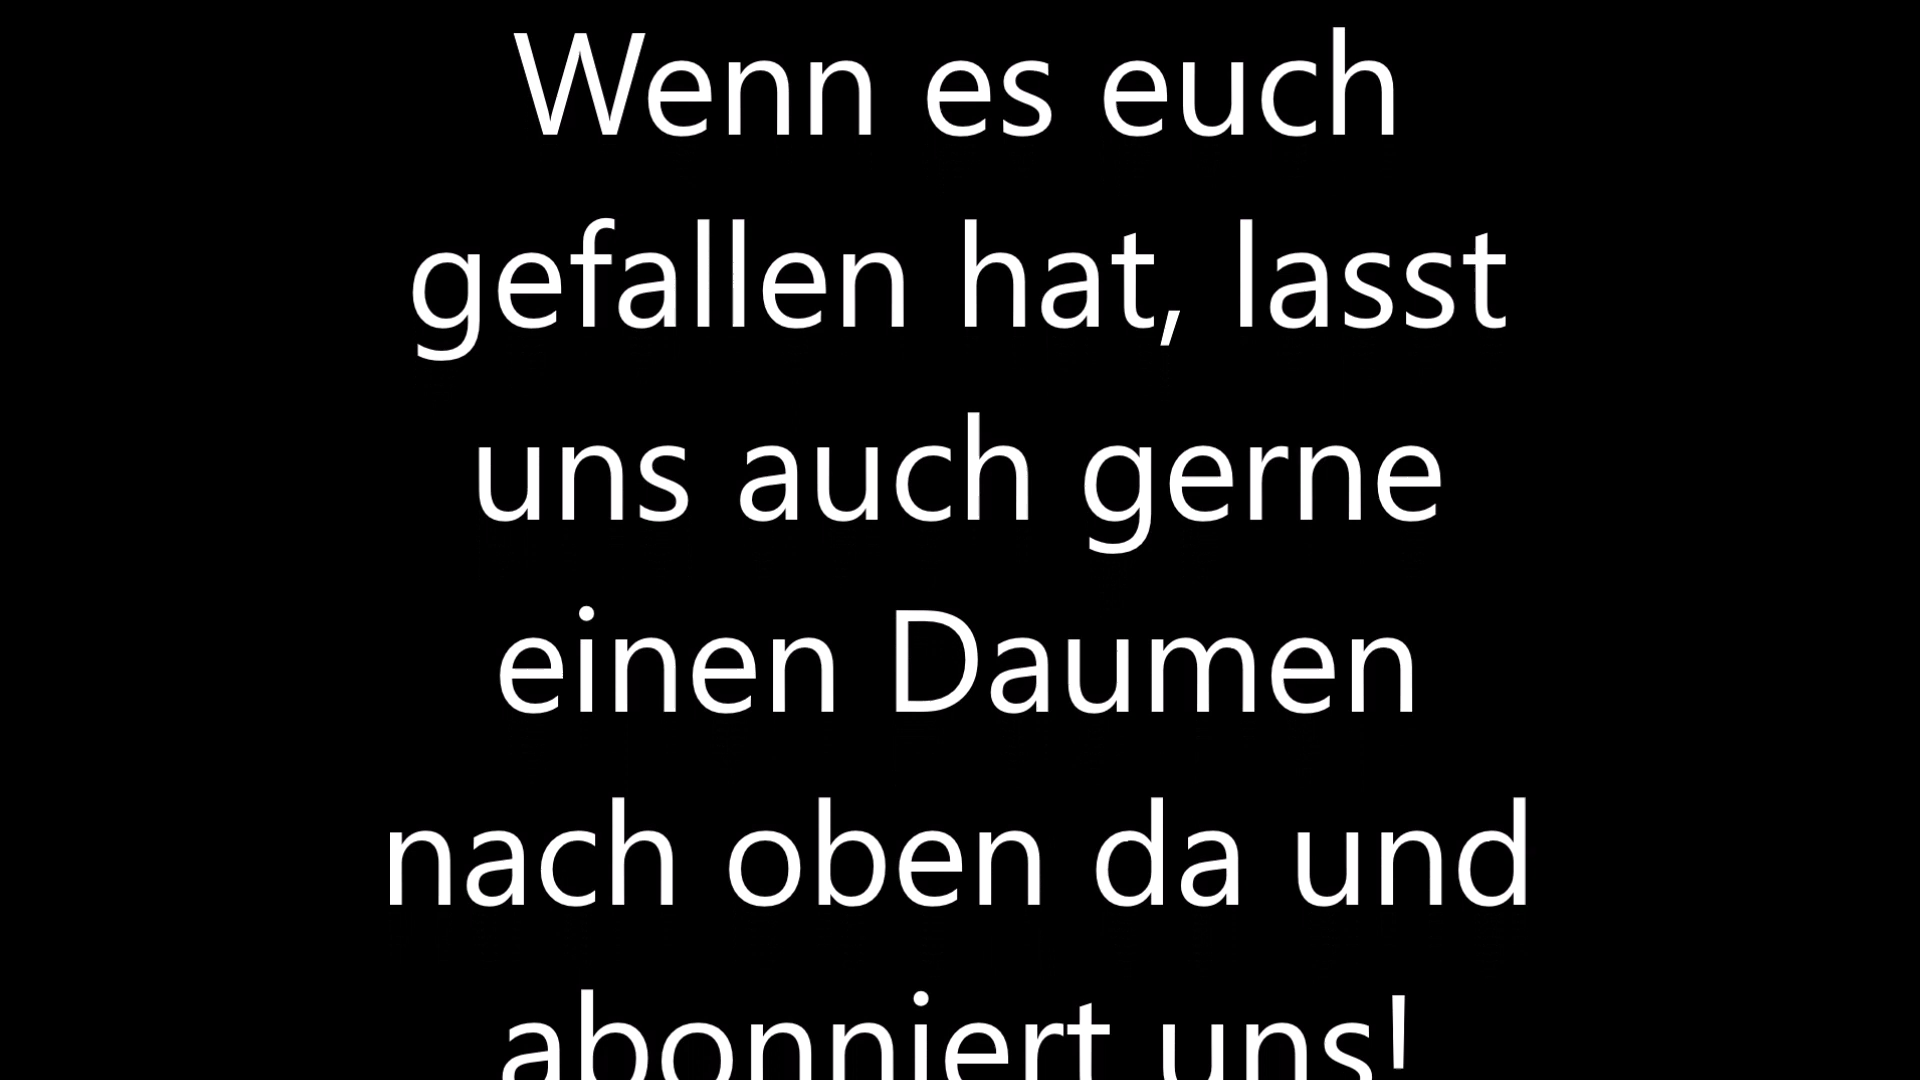 Wenn es euch
gefallen hat, lasst
uns auch gerne
einen Daumen
nach oben da und
abonniert uns!